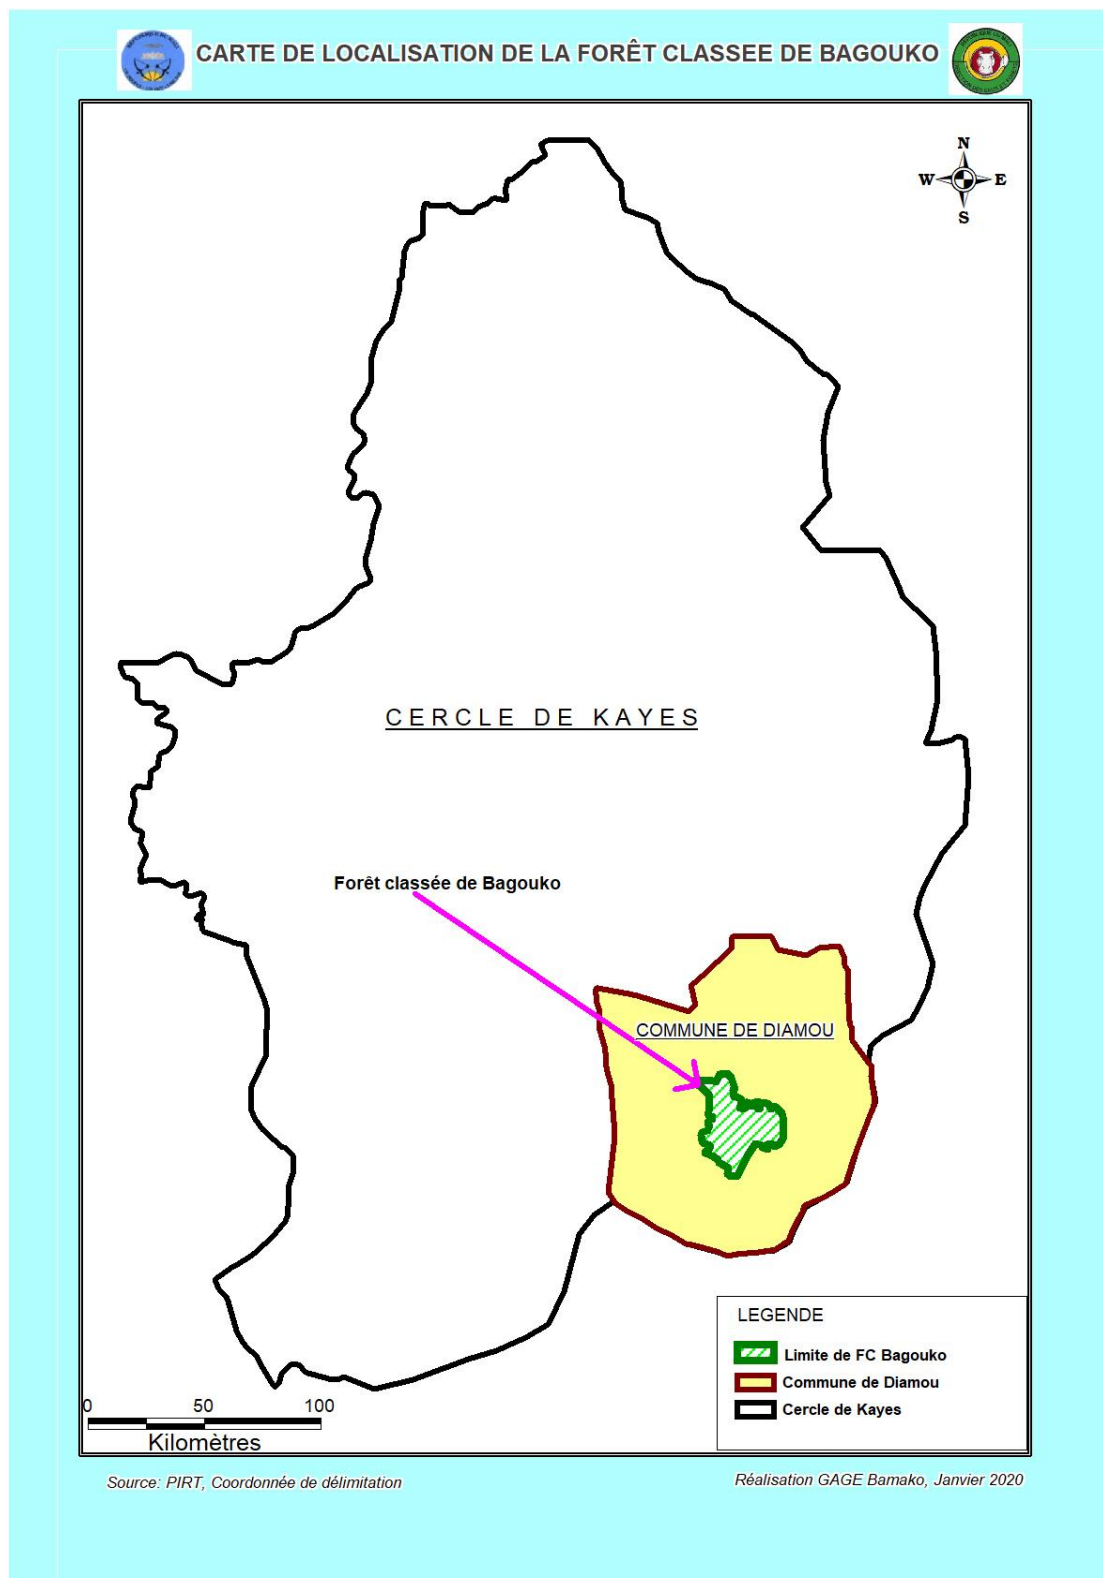 CARTE DE LOCALISATION DE LA FORÊT CLASSEE DE BAGOUKO
N
W E
S
CERCLE DE KAYES
Forêt classée de Bagouko
COMMUNE DE DIAMOU
LEGENDE
Limite de FC Bagouko
Commune de Diamou
Cercle de Kayes
0 50 100
Kilomètres
Source: PIRT, Coordonnée de délimitation
Réalisation GAGE Bamako, Janvier 2020